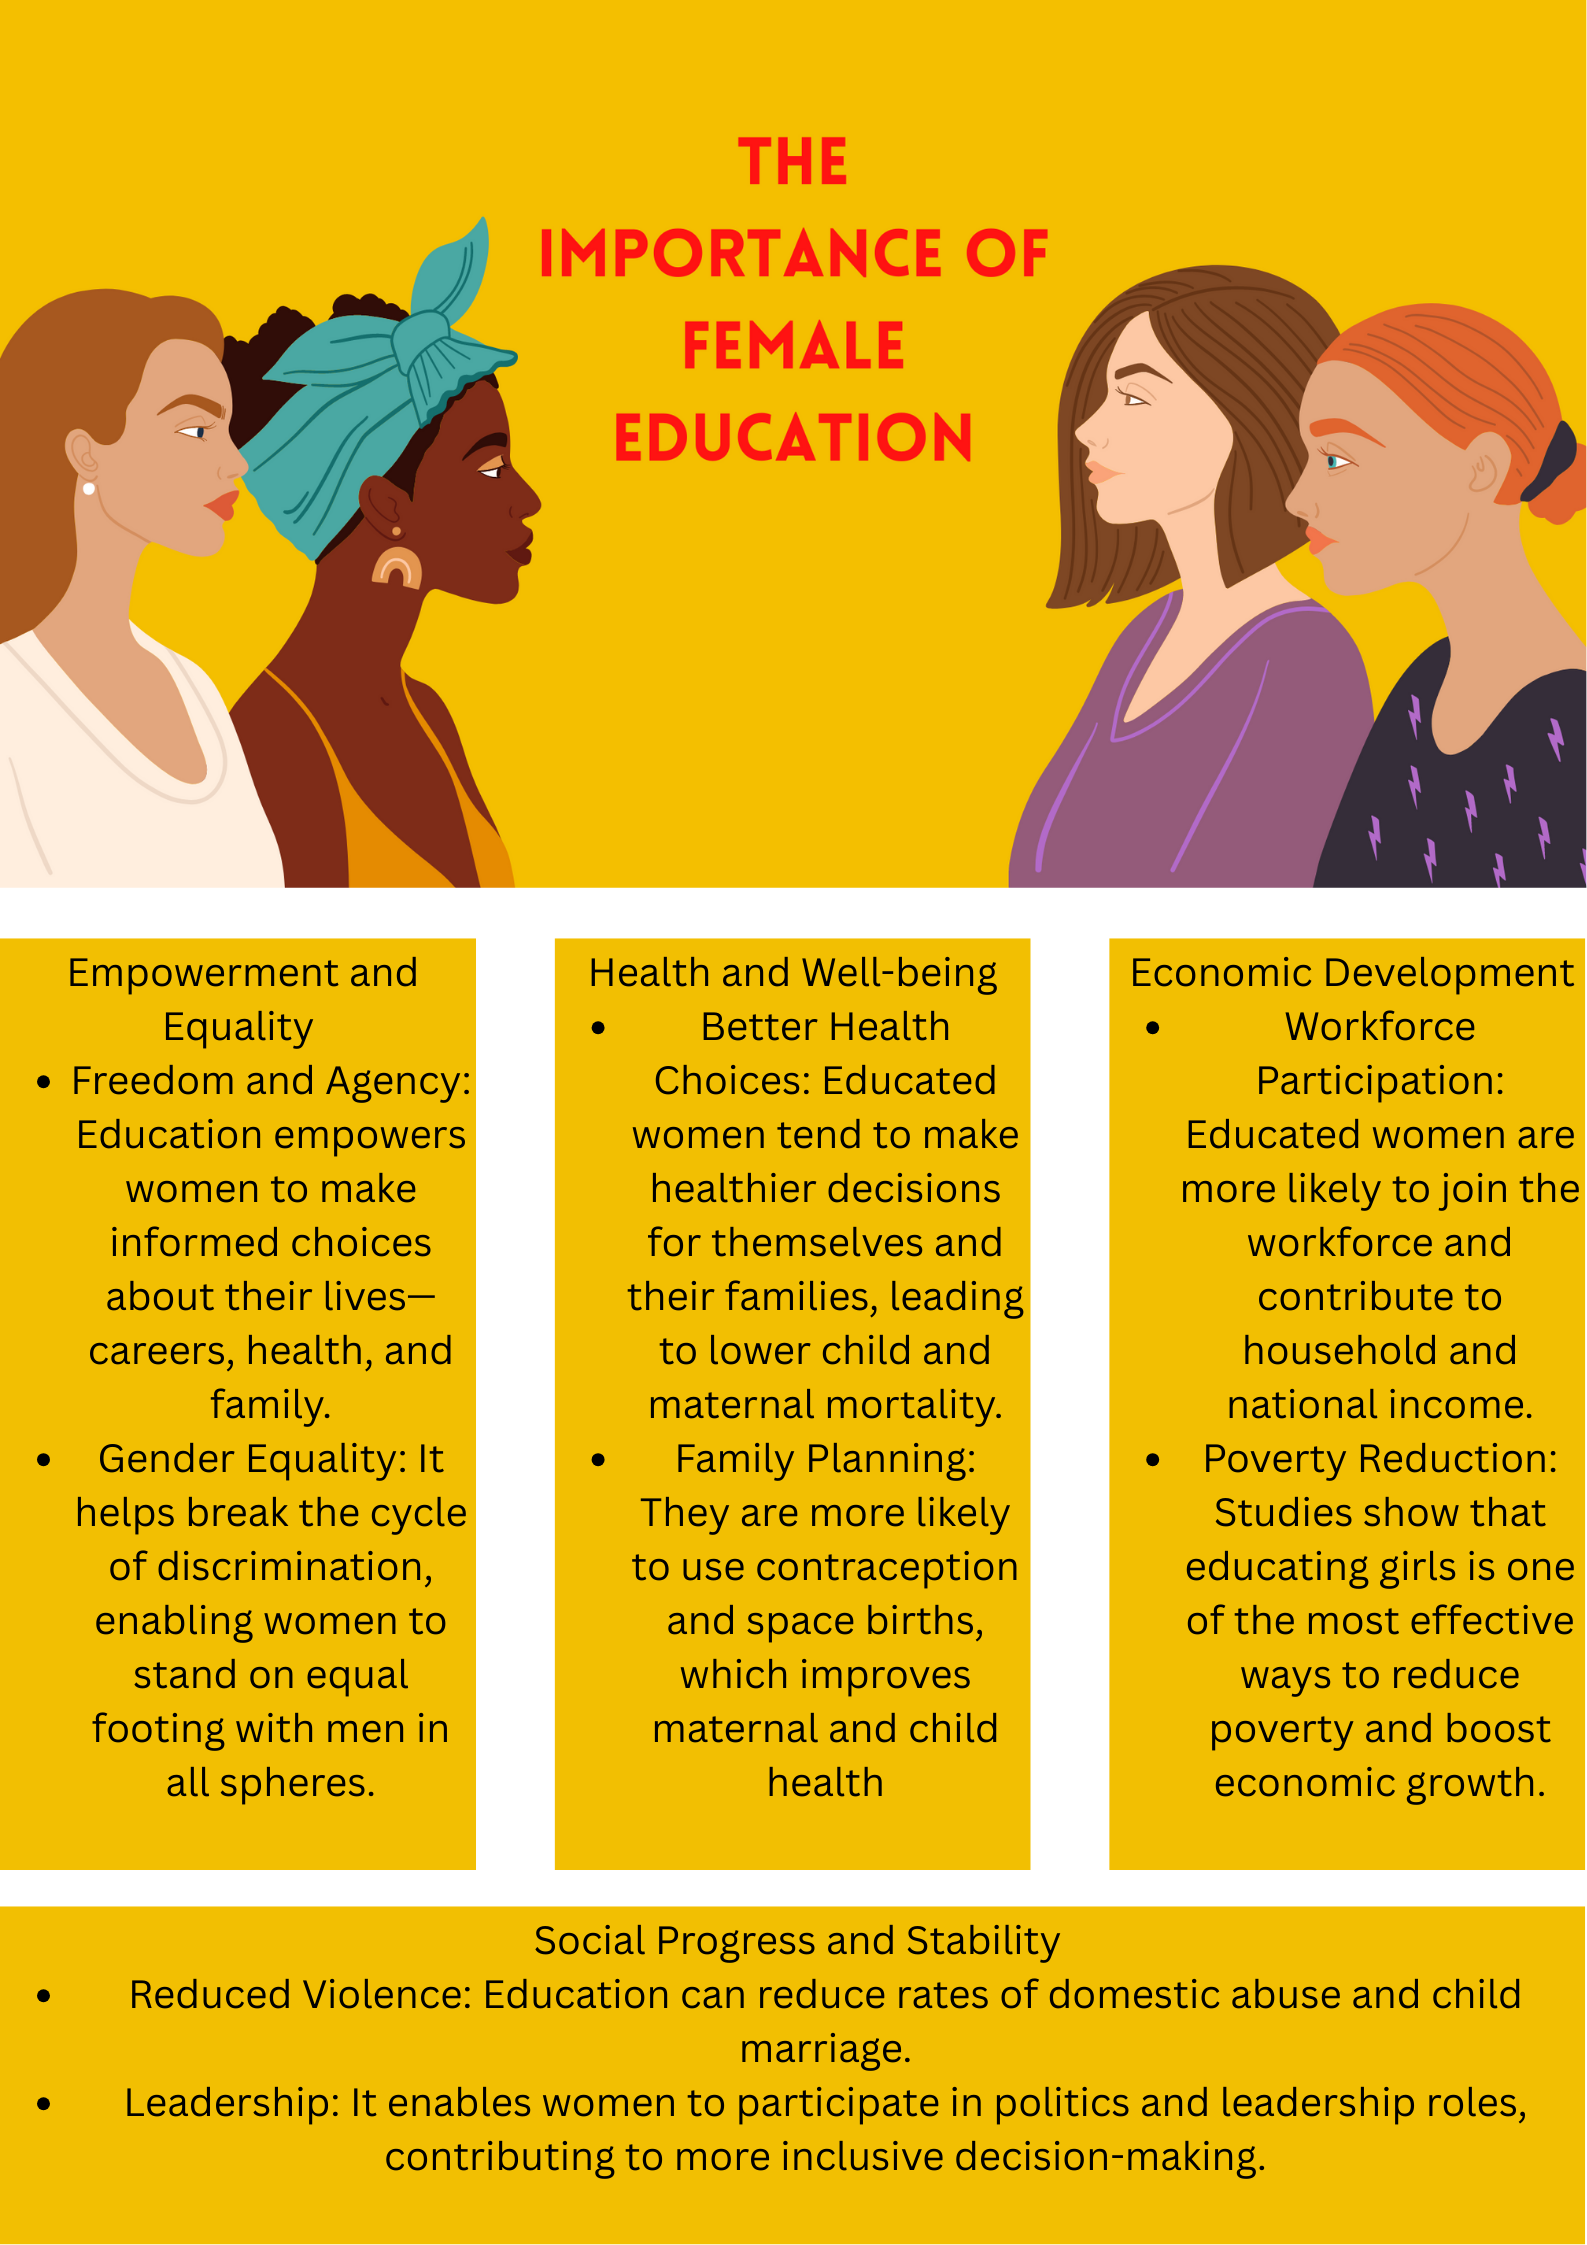 THE
IMPORTANCE OF
FEMALE
EDUCATION
Empowerment and
Equality
• Freedom and Agency:
Education empowers
women to make
informed choices
about their lives—
careers, health, and
family.
• Gender Equality: It
helps break the cycle
of discrimination,
enabling women to
stand on equal
footing with men in
all spheres.
Health and Well-being
• Better Health
Choices: Educated
women tend to make
healthier decisions
for themselves and
their families, leading
to lower child and
maternal mortality.
• Family Planning:
They are more likely
to use contraception
and space births,
which improves
maternal and child
health
Economic Development
• Workforce
Participation:
Educated women are
more likely to join the
workforce and
contribute to
household and
national income.
• Poverty Reduction:
Studies show that
educating girls is one
of the most effective
ways to reduce
poverty and boost
economic growth.
Social Progress and Stability
• Reduced Violence: Education can reduce rates of domestic abuse and child
marriage.
• Leadership: It enables women to participate in politics and leadership roles,
contributing to more inclusive decision-making.